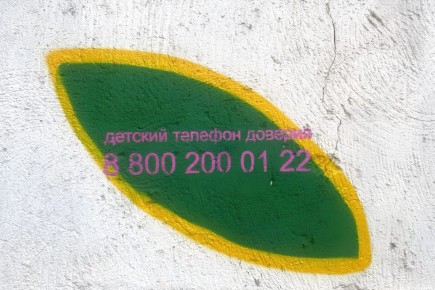 детский телефон доверия
8 800 200 01 22